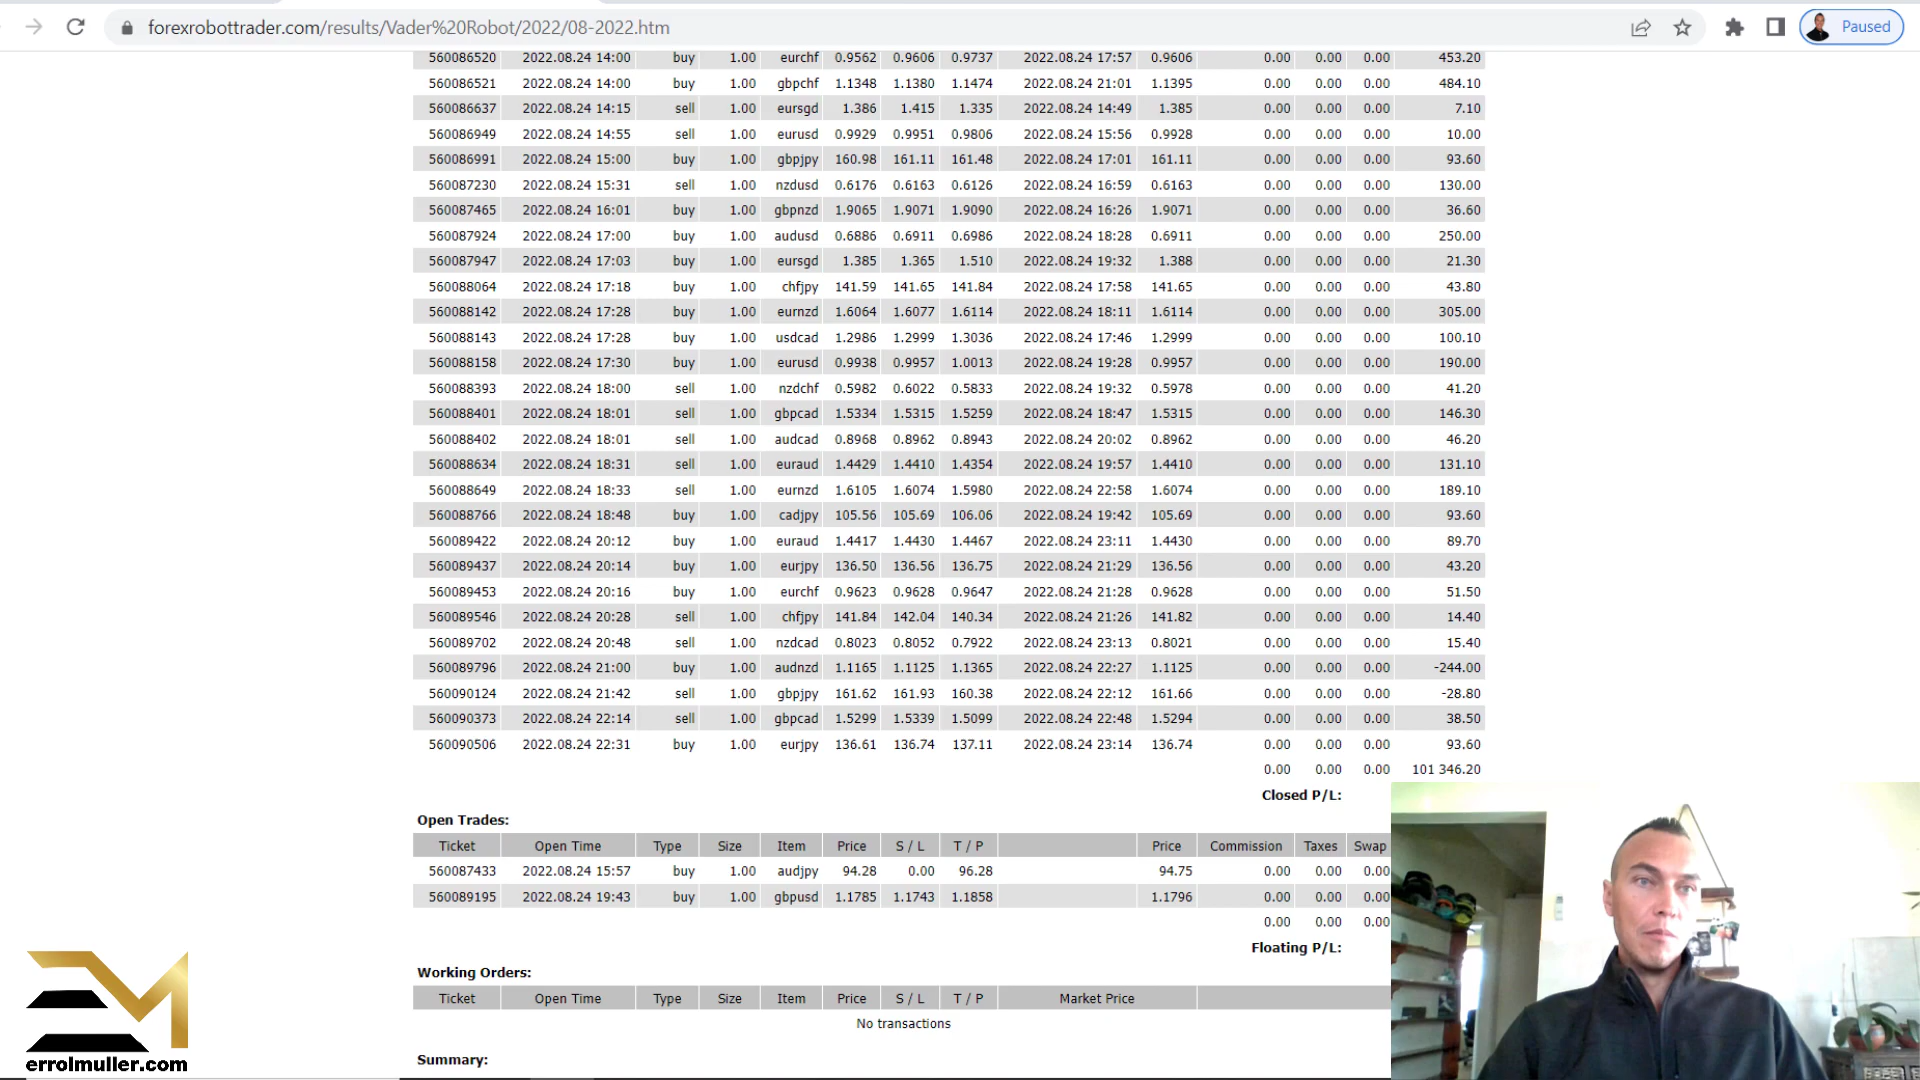 forexrobottrader.com/results/Vader%20Robot/2022/08-2022.htm
Paused
560086520 2022.08.24 14:00 buy 1.00 eurchf 0.9562 0.9606 0.9737 2022.08.24 17:57 0.9606 0.00 0.00 0.00 453.20
560086521 2022.08.24 14:00 buy 1.00 gbpchf 1.1348 1.1380 1.1474 2022.08.24 21:01 1.1395 0.00 0.00 0.00 484.10
560086637 2022.08.24 14:15 sell 1.00 eursgd 1.386 1.415 1.335 2022.08.24 14:49 1.385 0.00 0.00 0.00 7.10
560086949 2022.08.24 14:55 sell 1.00 eurusd 0.9929 0.9951 0.9806 2022.08.24 15:56 0.9928 0.00 0.00 0.00 10.00
560086991 2022.08.24 15:00 buy 1.00 gbpjpy 160.98 161.11 161.48 2022.08.24 17:01 161.11 0.00 0.00 0.00 93.60
560087230 2022.08.24 15:31 sell 1.00 nzdusd 0.6176 0.6163 0.6126 2022.08.24 16:59 0.6163 0.00 0.00 0.00 130.00
560087465 2022.08.24 16:01 buy 1.00 gbpnzd 1.9065 1.9071 1.9090 2022.08.24 16:26 1.9071 0.00 0.00 0.00 36.60
560087924 2022.08.24 17:00 buy 1.00 audusd 0.6886 0.6911 0.6986 2022.08.24 18:28 0.6911 0.00 0.00 0.00 250.00
560087947 2022.08.24 17:03 buy 1.00 eursgd 1.385 1.365 1.510 2022.08.24 19:32 1.388 0.00 0.00 0.00 21.30
560088064 2022.08.24 17:18 buy 1.00 chfjpy 141.59 141.65 141.84 2022.08.24 17:58 141.65 0.00 0.00 0.00 43.80
560088142 2022.08.24 17:28 buy 1.00 eurnzd 1.6064 1.6077 1.6114 2022.08.24 18:11 1.6114 0.00 0.00 0.00 305.00
560088143 2022.08.24 17:28 buy 1.00 usdcad 1.2986 1.2999 1.3036 2022.08.24 17:46 1.2999 0.00 0.00 0.00 100.10
560088158 2022.08.24 17:30 buy 1.00 eurusd 0.9938 0.9957 1.0013 2022.08.24 19:28 0.9957 0.00 0.00 0.00 190.00
560088393 2022.08.24 18:00 sell 1.00 nzdchf 0.5982 0.6022 0.5833 2022.08.24 19:32 0.5978 0.00 0.00 0.00 41.20
560088401 2022.08.24 18:01 sell 1.00 gbpcad 1.5334 1.5315 1.5259 2022.08.24 18:47 1.5315 0.00 0.00 0.00 146.30
560088402 2022.08.24 18:01 sell 1.00 audcad 0.8968 0.8962 0.8943 2022.08.24 20:02 0.8962 0.00 0.00 0.00 46.20
560088634 2022.08.24 18:31 sell 1.00 euraud 1.4429 1.4410 1.4354 2022.08.24 19:57 1.4410 0.00 0.00 0.00 131.10
560088649 2022.08.24 18:33 sell 1.00 eurnzd 1.6105 1.6074 1.5980 2022.08.24 22:58 1.6074 0.00 0.00 0.00 189.10
560088766 2022.08.24 18:48 buy 1.00 cadjpy 105.56 105.69 106.06 2022.08.24 19:42 105.69 0.00 0.00 0.00 93.60
560089422 2022.08.24 20:12 buy 1.00 euraud 1.4417 1.4430 1.4467 2022.08.24 23:11 1.4430 0.00 0.00 0.00 89.70
560089437 2022.08.24 20:14 buy 1.00 eurjpy 136.50 136.56 136.75 2022.08.24 21:29 136.56 0.00 0.00 0.00 43.20
560089453 2022.08.24 20:16 buy 1.00 eurchf 0.9623 0.9628 0.9647 2022.08.24 21:28 0.9628 0.00 0.00 0.00 51.50
560089546 2022.08.24 20:28 sell 1.00 chfjpy 141.84 142.04 140.34 2022.08.24 21:26 141.82 0.00 0.00 0.00 14.40
560089702 2022.08.24 20:48 sell 1.00 nzdcad 0.8023 0.8052 0.7922 2022.08.24 23:13 0.8021 0.00 0.00 0.00 15.40
560089796 2022.08.24 21:00 buy 1.00 audnzd 1.1165 1.1125 1.1365 2022.08.24 22:27 1.1125 0.00 0.00 0.00 -244.00
560090124 2022.08.24 21:42 sell 1.00 gbpjpy 161.62 161.93 160.38 2022.08.24 22:12 161.66 0.00 0.00 0.00 -28.80
560090373 2022.08.24 22:14 sell 1.00 gbpcad 1.5299 1.5339 1.5099 2022.08.24 22:48 1.5294 0.00 0.00 0.00 38.50
560090506 2022.08.24 22:31 buy 1.00 eurjpy 136.61 136.74 137.11 2022.08.24 23:14 136.74 0.00 0.00 0.00 93.60
0.00 0.00 0.00 101 346.20
Closed P/L:
Open Trades:
Ticket Open Time Type Size Item Price S / L T / P Price Commission Taxes Swap
560087433 2022.08.24 15:57 buy 1.00 audjpy 94.28 0.00 96.28 94.75 0.00 0.00 0.00
560089195 2022.08.24 19:43 buy 1.00 gbpusd 1.1785 1.1743 1.1858 1.1796 0.00 0.00 0.00
0.00 0.00 0.00
Floating P/L:
Working Orders:
Ticket Open Time Type Size Item Price S / L T / P Market Price
No transactions
Summary:
EM
errolmuller.com